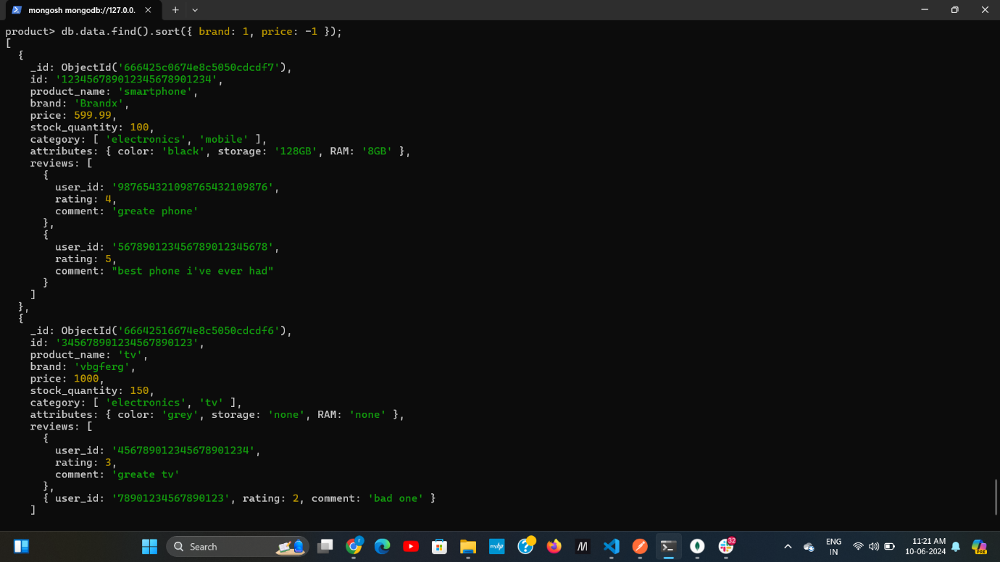 mongosh mongodb://127.0.0.
product> db.data.find().sort({ brand: 1, price: -1 });
[
{
_id: ObjectId('666425c0674e8c5050cdcdf7'),
id: '123456789012345678901234',
product_name: 'smartphone',
brand: 'Brandx',
price: 599.99,
stock_quantity: 100,
category: [ 'electronics', 'mobile' ],
attributes: { color: 'black', storage: '128GB', RAM: '8GB' },
reviews: [
{
user_id: '987654321098765432109876',
rating: 4,
comment: 'greate phone'
},
{
user_id: '567890123456789012345678',
rating: 5,
comment: "best phone i've ever had"
}
]
},
{
_id: ObjectId('66642516674e8c5050cdcdf6'),
id: '345678901234567890123',
product_name: 'tv',
brand: 'vbgferg',
price: 1000,
stock_quantity: 150,
category: [ 'electronics', 'tv' ],
attributes: { color: 'grey', storage: 'none', RAM: 'none' },
reviews: [
{
user_id: '456789012345678901234',
rating: 3,
comment: 'greate tv'
},
{ user_id: '78901234567890123', rating: 2, comment: 'bad one' }
]
Search
myhp
32
PRE
ENG
IN
11:21 AM
10-06-2024